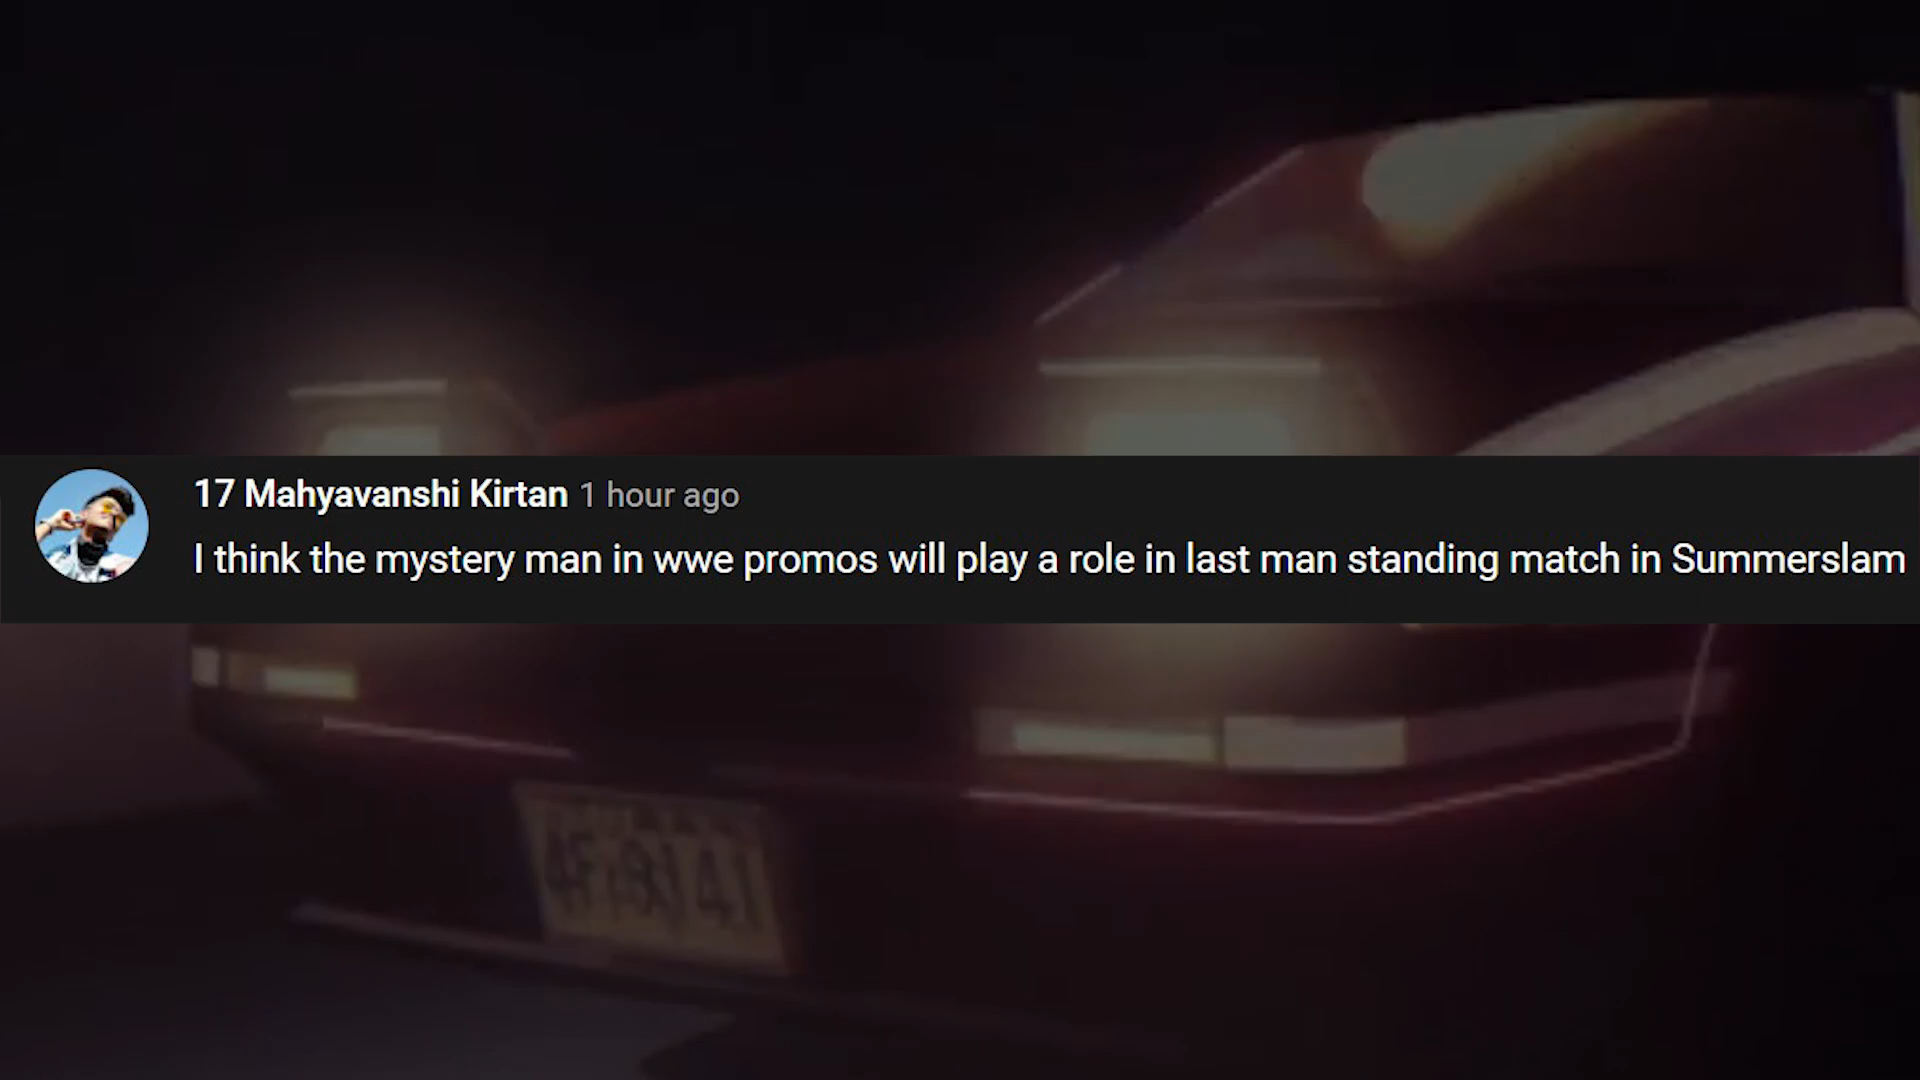 17 Mahyavanshi Kirtan 1 hour ago
I think the mystery man in wwe promos will play a role in last man standing match in Summerslam